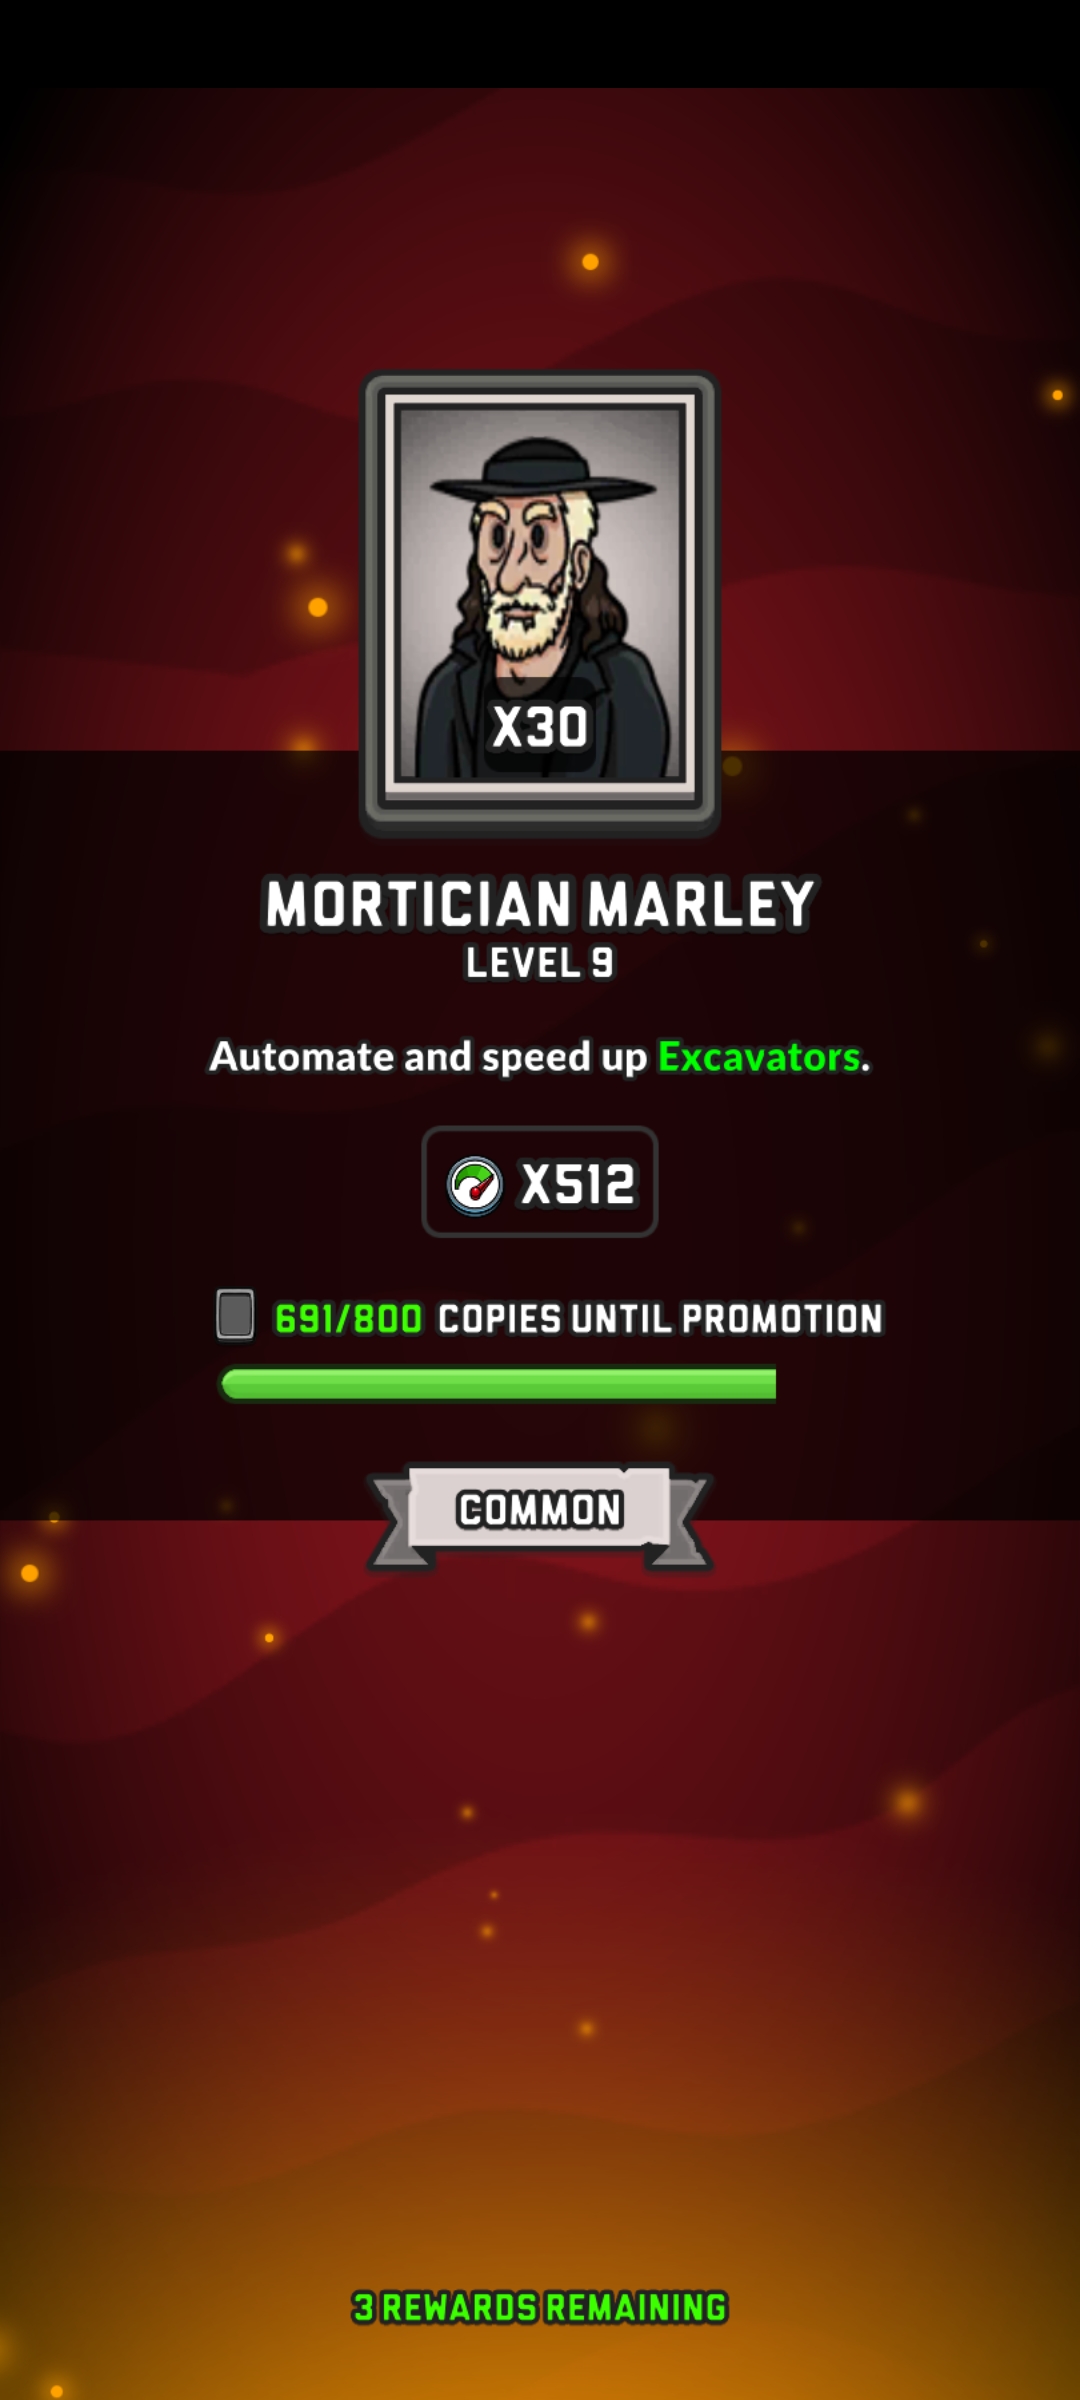 X30
MORTICIAN MARLEY
LEVEL 9
Automate and speed up Excavators.
X512
691/800 COPIES UNTIL PROMOTION
COMMON
3 REWARDS REMAINING